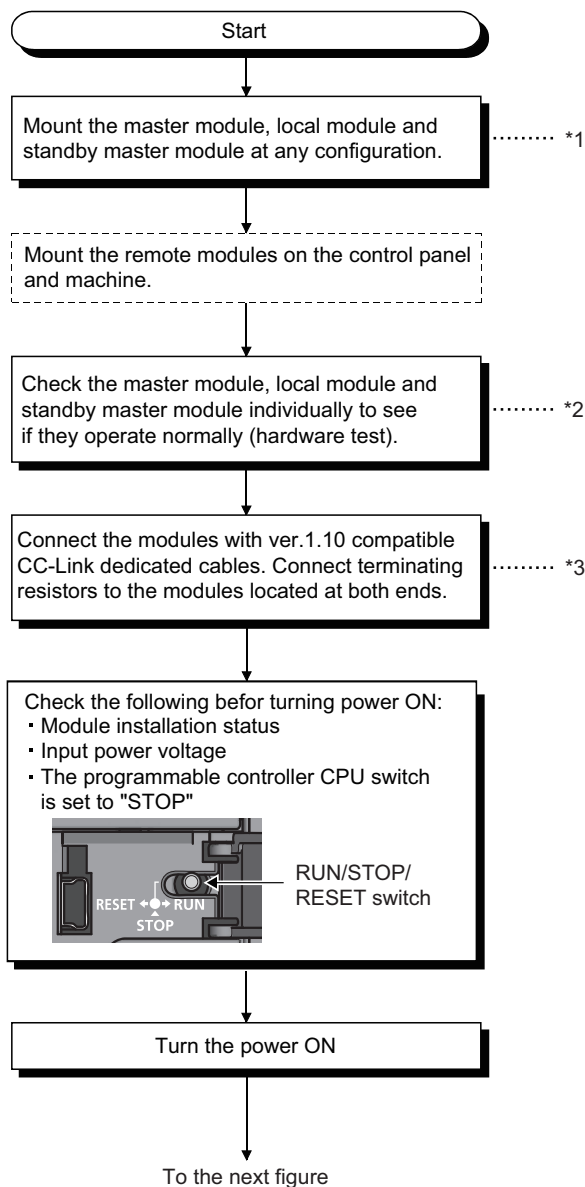 Start
Mount the master module, local module and
standby master module at any configuration.
*1
Mount the remote modules on the control panel
and machine.
Check the master module, local module and
standby master module individually to see
if they operate normally (hardware test).
*2
Connect the modules with ver.1.10 compatible
CC-Link dedicated cables. Connect terminating
resistors to the modules located at both ends.
*3
Check the following befor turning power ON:
· Module installation status
· Input power voltage
· The programmable controller CPU switch
is set to "STOP"
RESET RUN
STOP
RUN/STOP/
RESET switch
Turn the power ON
To the next figure